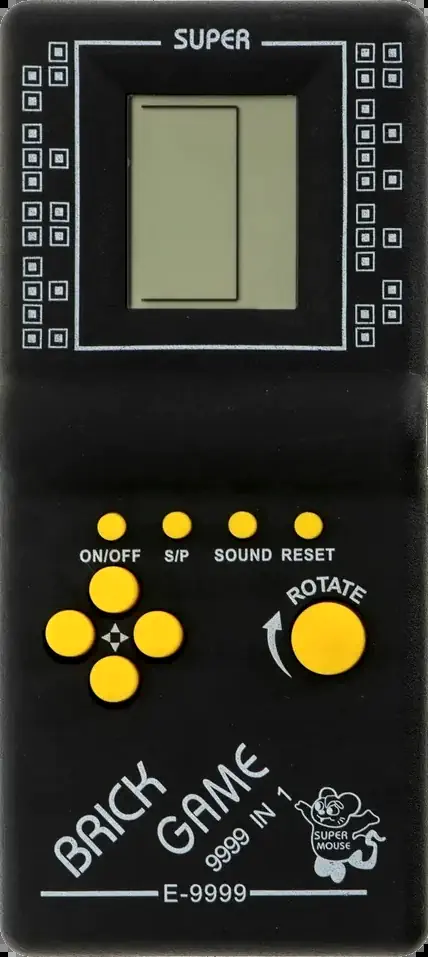 SUPER
ON/OFF S/P SOUND RESET
ROTATE
BRICK
GAME
9999 IN 1
SUPER
MOUSE
E-9999